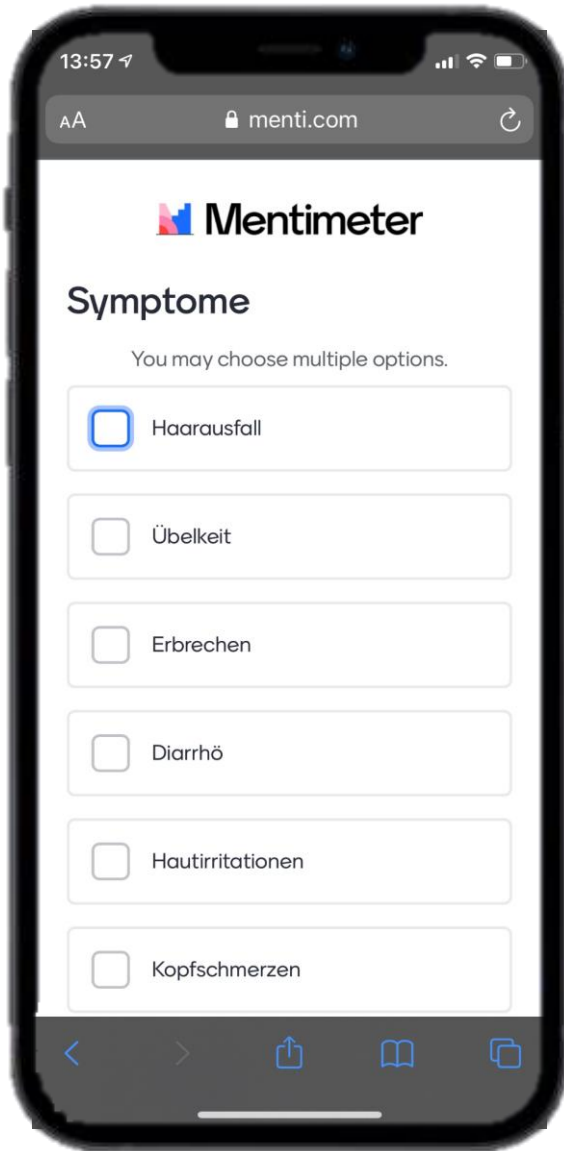 13:57
AA menti.com
Mentimeter
Symptome
You may choose multiple options.
Haarausfall
Übelkeit
Erbrechen
Diarrhö
Hautirritationen
Kopfschmerzen